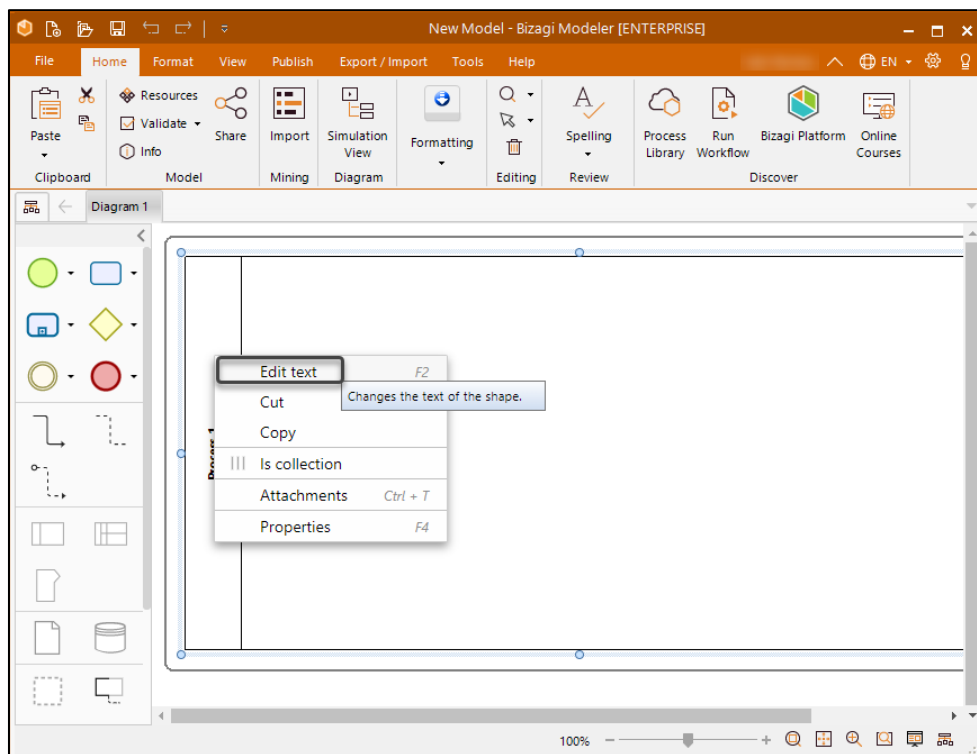 New Model - Bizagi Modeler [ENTERPRISE]
File Home Format View Publish Export / Import Tools Help EN
Paste
Clipboard
Resources
Validate
Info
Share
Model
Import
Mining
Simulation
View
Diagram
Formatting
Editing
Spelling
Review
Process
Library
Run
Workflow
Bizagi Platform
Online
Courses
Discover
Diagram 1
Edit text F2
Changes the text of the shape.
Cut
Copy
Is collection
Attachments Ctrl + T
Properties F4
100%